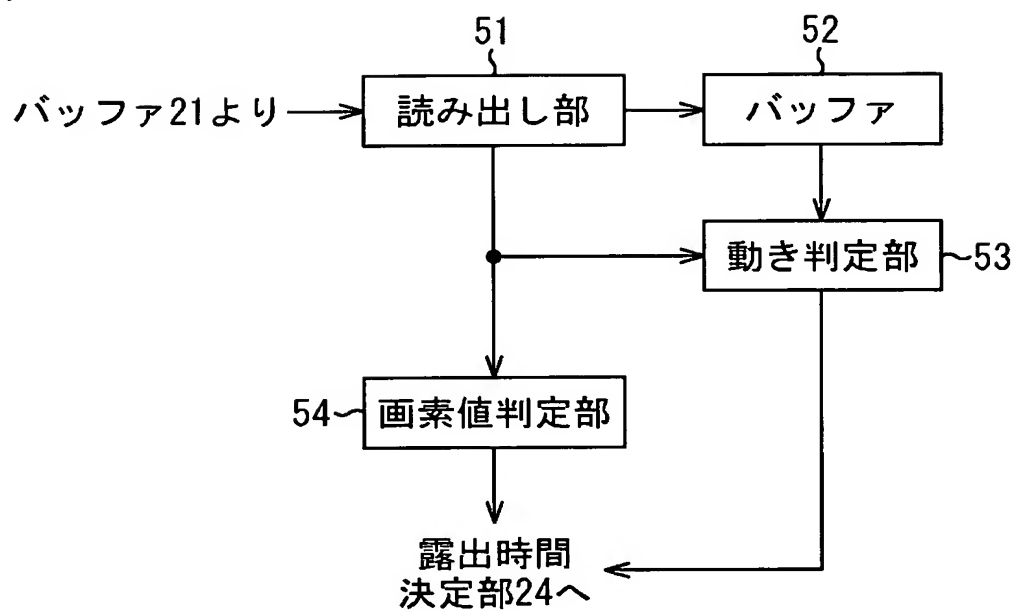 51
52
バッファ21より
読み出し部
バッファ
動き判定部
53
54
画素値判定部
露出時間
決定部24へ